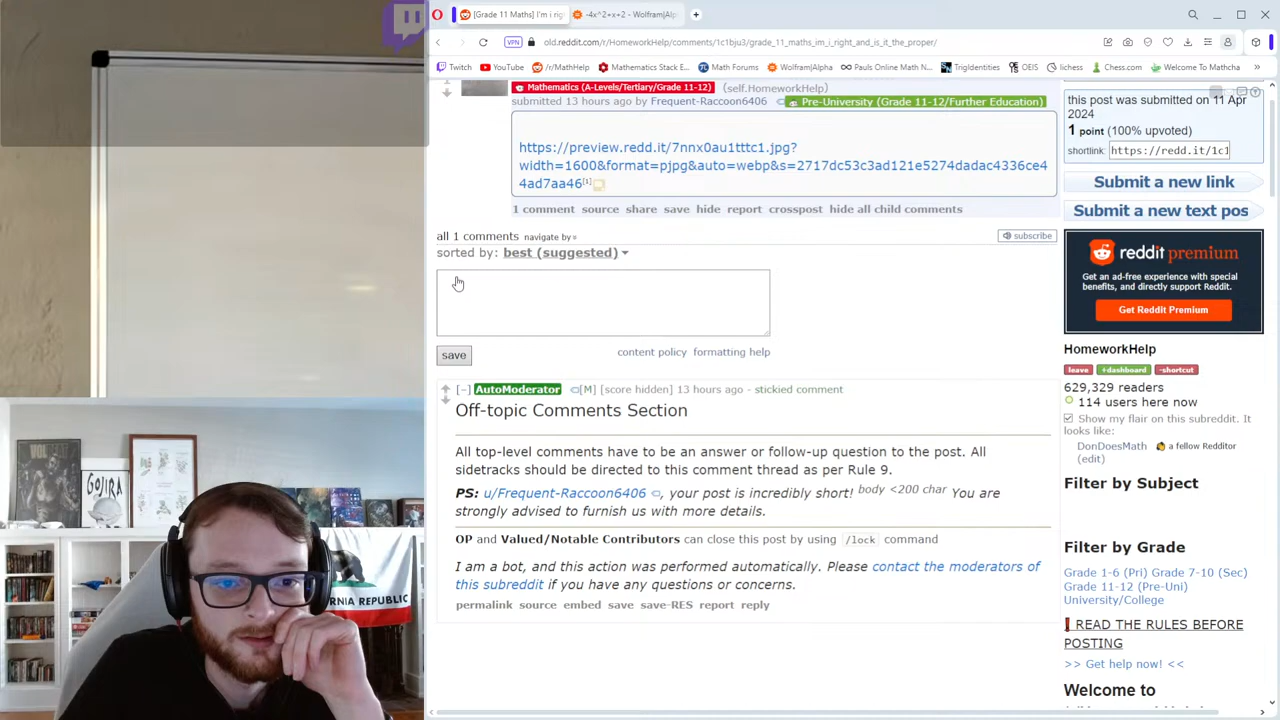 [Grade 11 Maths] I'm i rig
-4x^2+x+2 - Wolfram|Alp
VPN
old.reddit.com/r/HomeworkHelp/comments/1c1bju3/grade_11_maths_im_i_right_and_is_it_the_proper/
Twitch
YouTube
/r/MathHelp
Mathematics Stack E...
Math Forums
Wolfram|Alpha
Pauls Online Math N...
TrigIdentities
OEIS
lichess
Chess.com
Welcome To Mathcha
Mathematics (A-Levels/Tertiary/Grade 11-12) (self.HomeworkHelp)
submitted 13 hours ago by Frequent-Raccoon6406 Pre-University (Grade 11-12/Further Education)
https://preview.redd.it/7nnx0au1tttc1.jpg?
width=1600&format=pjpg&auto=webp&s=2717dc53c3ad121e5274dadac4336ce4
4ad7aa46[1]
1 comment source share save hide report crosspost hide all child comments
all 1 comments navigate by
subscribe
sorted by: best (suggested)
save
content policy formatting help
[–] AutoModerator [M] [score hidden] 13 hours ago - stickied comment
Off-topic Comments Section
All top-level comments have to be an answer or follow-up question to the post. All
sidetracks should be directed to this comment thread as per Rule 9.
PS: u/Frequent-Raccoon6406, your post is incredibly short! body <200 char You are
strongly advised to furnish us with more details.
OP and Valued/Notable Contributors can close this post by using /lock command
I am a bot, and this action was performed automatically. Please contact the moderators of
this subreddit if you have any questions or concerns.
permalink source embed save save-RES report reply
this post was submitted on 11 Apr
2024
1 point (100% upvoted)
shortlink: https://redd.it/1c1
Submit a new link
Submit a new text pos
reddit premium
Get an ad-free experience with special
benefits, and directly support Reddit.
Get Reddit Premium
HomeworkHelp
leave +dashboard -shortcut
629,329 readers
114 users here now
Show my flair on this subreddit. It
looks like:
DonDoesMath a fellow Redditor
(edit)
Filter by Subject
Filter by Grade
Grade 1-6 (Pri) Grade 7-10 (Sec)
Grade 11-12 (Pre-Uni)
University/College
READ THE RULES BEFORE
POSTING
>> Get help now! <<
Welcome to
GOJIRA
RNIA REPUBLIC